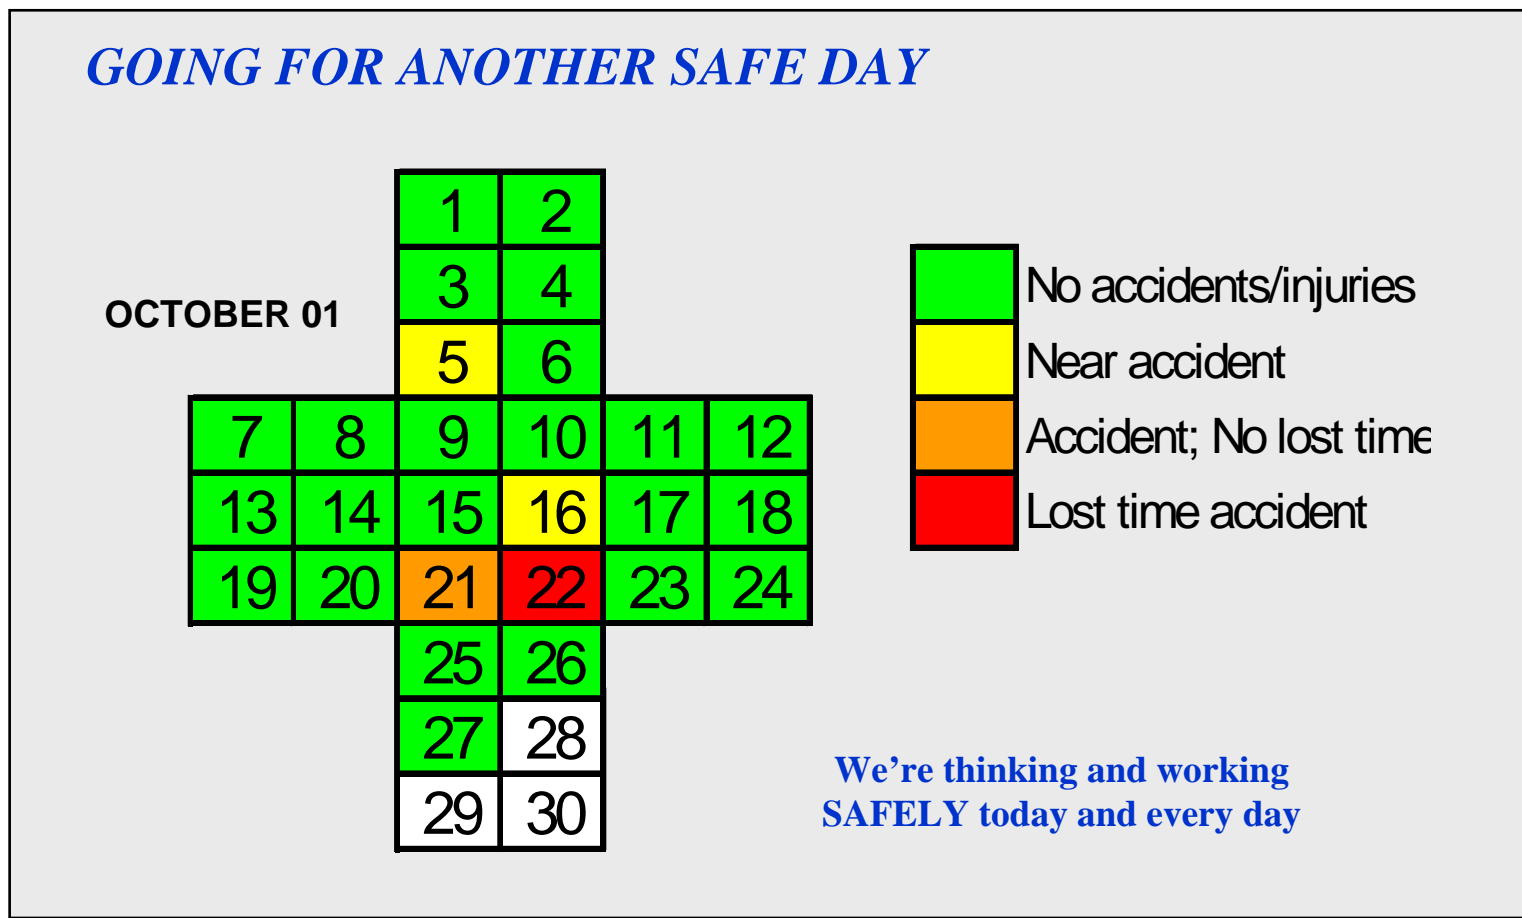 GOING FOR ANOTHER SAFE DAY
1 2
3 4
OCTOBER 01
5 6
7 8 9 10 11 12
13 14 15 16 17 18
19 20 21 22 23 24
25 26
27 28
29 30
No accidents/injuries
Near accident
Accident; No lost time
Lost time accident
We’re thinking and working
SAFELY today and every day